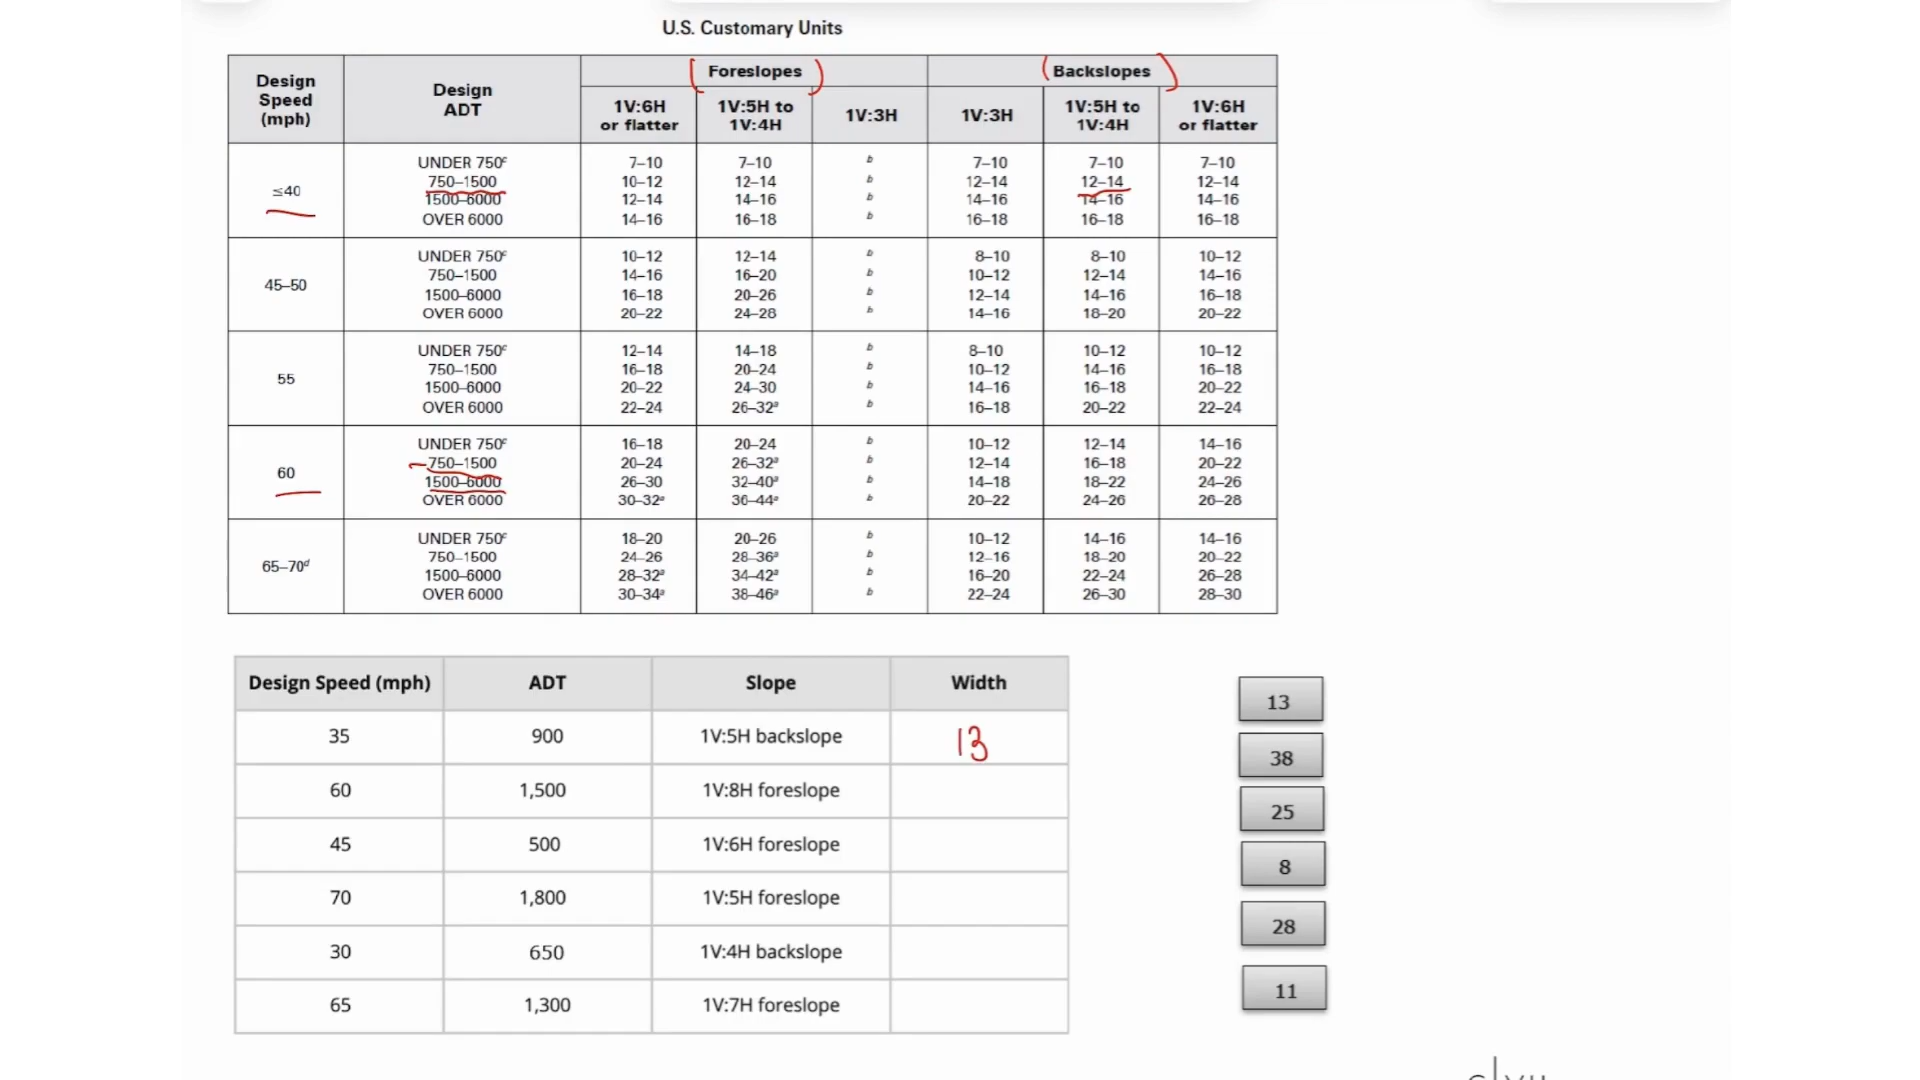 U.S. Customary Units
Design Speed (mph) Design ADT Foreslopes Backslopes
1V:6H or flatter 1V:5H to 1V:4H 1V:3H 1V:3H 1V:5H to 1V:4H 1V:6H or flatter
≤40
UNDER 750c 7–10 7–10 b 7–10 7–10 7–10
750–1500 10–12 12–14 b 12–14 12–14 12–14
1500–6000 12–14 14–16 b 14–16 14–16 14–16
OVER 6000 14–16 16–18 b 16–18 16–18 16–18
45–50
UNDER 750c 10–12 12–14 b 8–10 8–10 10–12
750–1500 14–16 16–20 b 10–12 12–14 14–16
1500–6000 16–18 20–26 b 12–14 14–16 16–18
OVER 6000 20–22 24–28 b 14–16 18–20 20–22
55
UNDER 750c 12–14 14–18 b 8–10 10–12 10–12
750–1500 16–18 20–24 b 10–12 14–16 16–18
1500–6000 20–22 24–30 b 14–16 16–18 20–22
OVER 6000 22–24 26–32a b 16–18 20–22 22–24
60
UNDER 750c 16–18 20–24 b 10–12 12–14 14–16
750–1500 20–24 26–32a b 12–14 16–18 20–22
1500–6000 26–30 32–40a b 14–18 18–22 24–26
OVER 6000 30–32a 36–44a b 20–22 24–26 26–28
65–70d
UNDER 750c 18–20 20–26 b 10–12 14–16 14–16
750–1500 24–26 28–36a b 12–16 18–20 20–22
1500–6000 28–32a 34–42a b 16–20 22–24 26–28
OVER 6000 30–34a 38–46a b 22–24 26–30 28–30
Design Speed (mph) ADT Slope Width
35 900 1V:5H backslope 13
60 1,500 1V:8H foreslope
45 500 1V:6H foreslope
70 1,800 1V:5H foreslope
30 650 1V:4H backslope
65 1,300 1V:7H foreslope
13
38
25
8
28
11